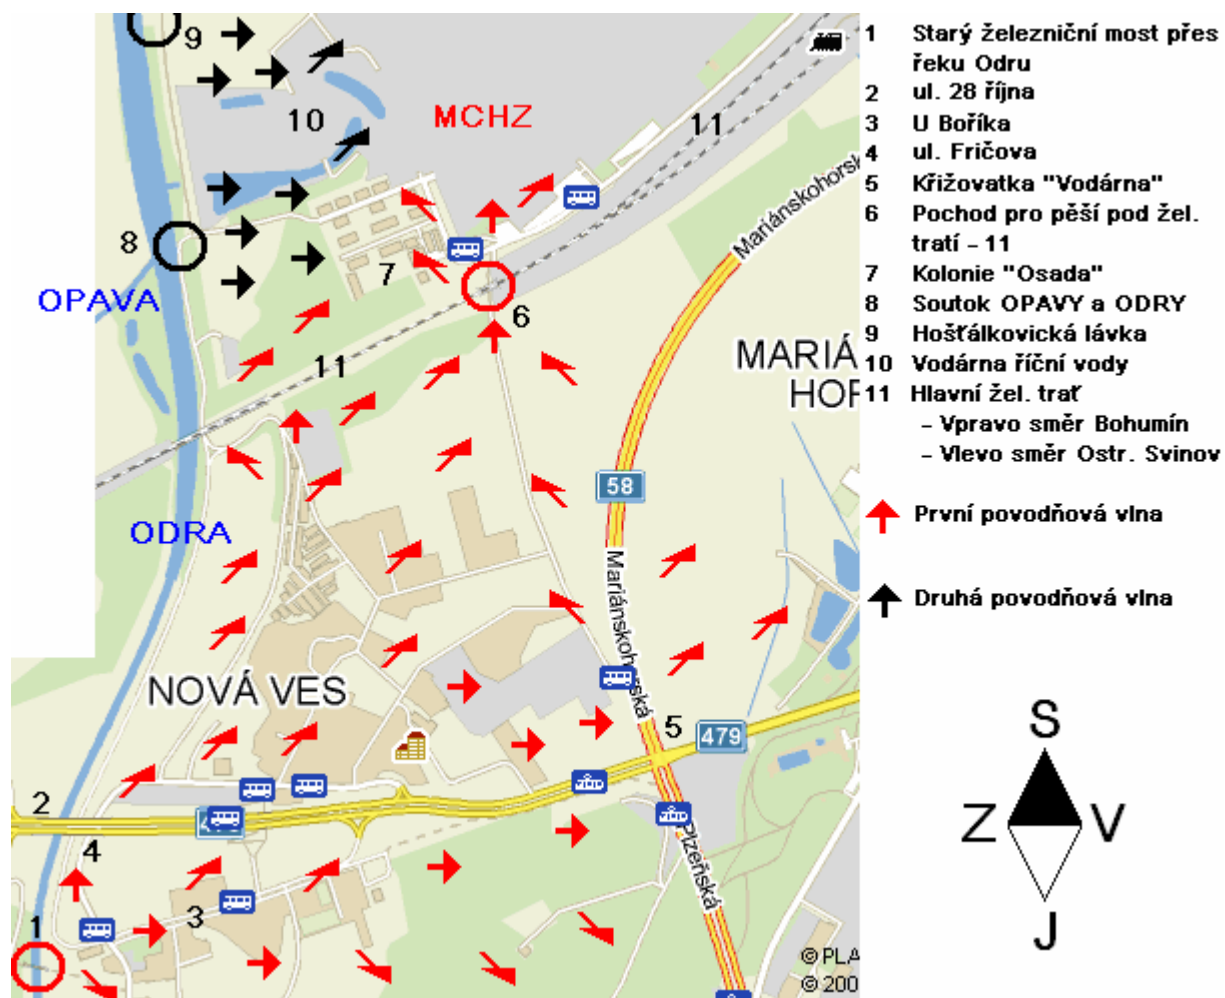 9
10
MCHZ
11
Mariánskohorsk
8
7
OPAVA
6
11
MARIÁ
HOF
58
ODRA
Mariánskohorská
NOVÁ VES
5
479
2
4
Plzeňská
3
1
© PLA
© 200
1 Starý železniční most přes
řeku Odru
2 ul. 28 října
3 U Boříka
4 ul. Fričova
5 Křižovatka "Vodárna"
6 Pochod pro pěší pod žel.
tratí - 11
7 Kolonie "Osada"
8 Soutok OPAVY a ODRY
9 Hošťálkovická lávka
10 Vodárna říční vody
11 Hlavní žel. trať
- Vpravo směr Bohumín
- Vlevo směr Ostr. Svinov
První povodňová vlna
Druhá povodňová vlna
S
Z V
J